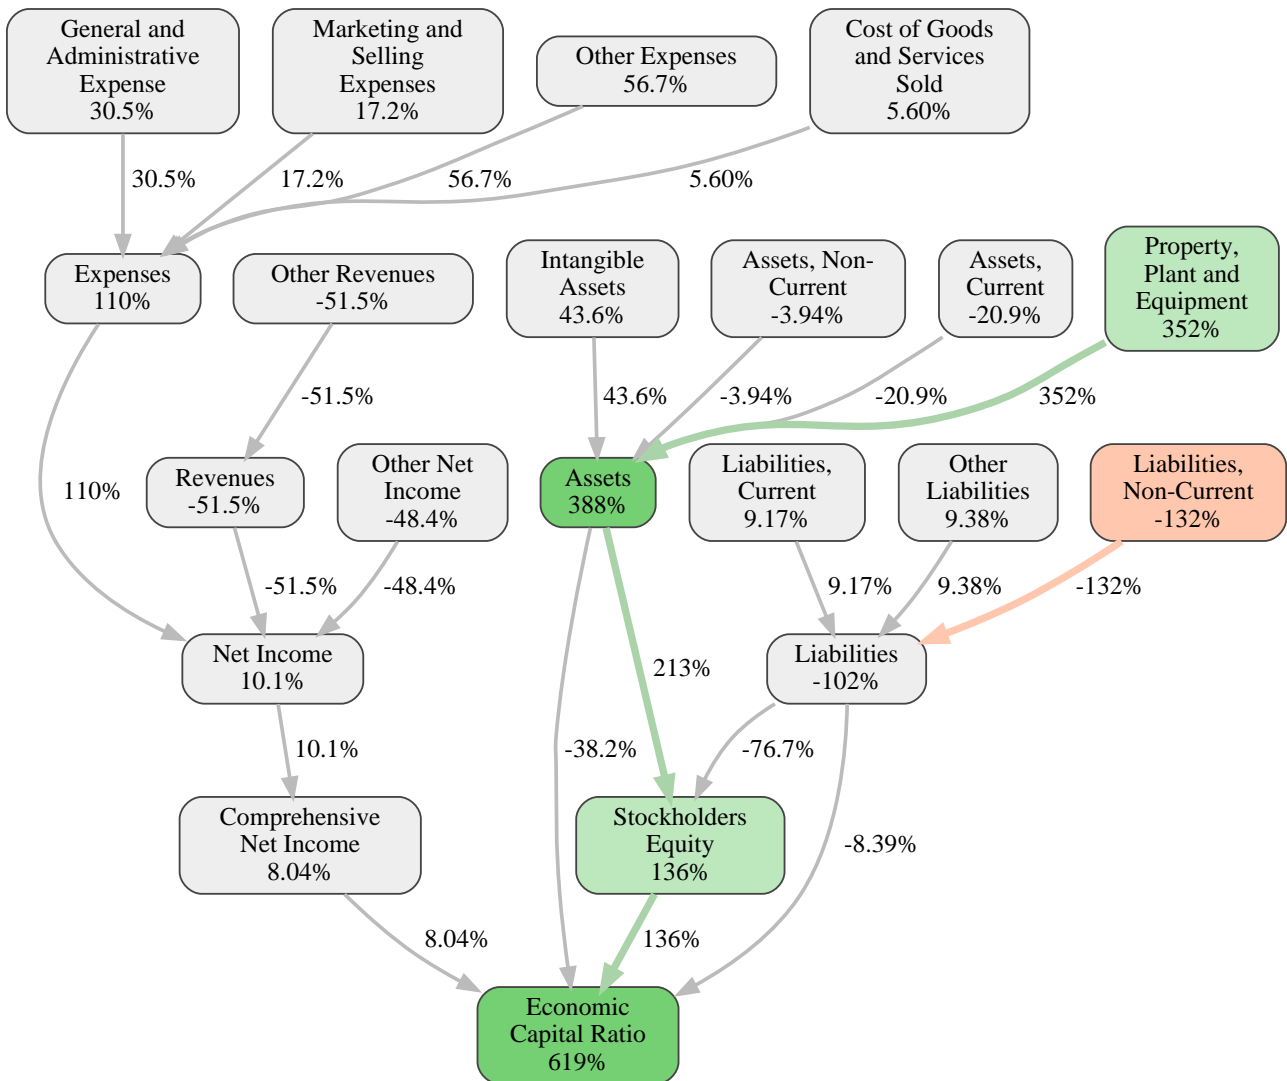 General and
Administrative
Expense
30.5%
Marketing and
Selling
Expenses
17.2%
Other Expenses
56.7%
Cost of Goods
and Services
Sold
5.60%
30.5%
17.2%
56.7%
5.60%
Expenses
110%
Other Revenues
-51.5%
Intangible
Assets
43.6%
Assets, Non-
Current
-3.94%
Assets,
Current
-20.9%
Property,
Plant and
Equipment
352%
-51.5%
43.6%
-3.94%
-20.9%
352%
110%
Revenues
-51.5%
Other Net
Income
-48.4%
Assets
388%
Liabilities,
Current
9.17%
Other
Liabilities
9.38%
Liabilities,
Non-Current
-132%
-51.5%
-48.4%
9.17%
9.38%
-132%
Net Income
10.1%
213%
Liabilities
-102%
10.1%
-38.2%
-76.7%
Comprehensive
Net Income
8.04%
Stockholders
Equity
136%
-8.39%
8.04%
136%
Economic
Capital Ratio
619%